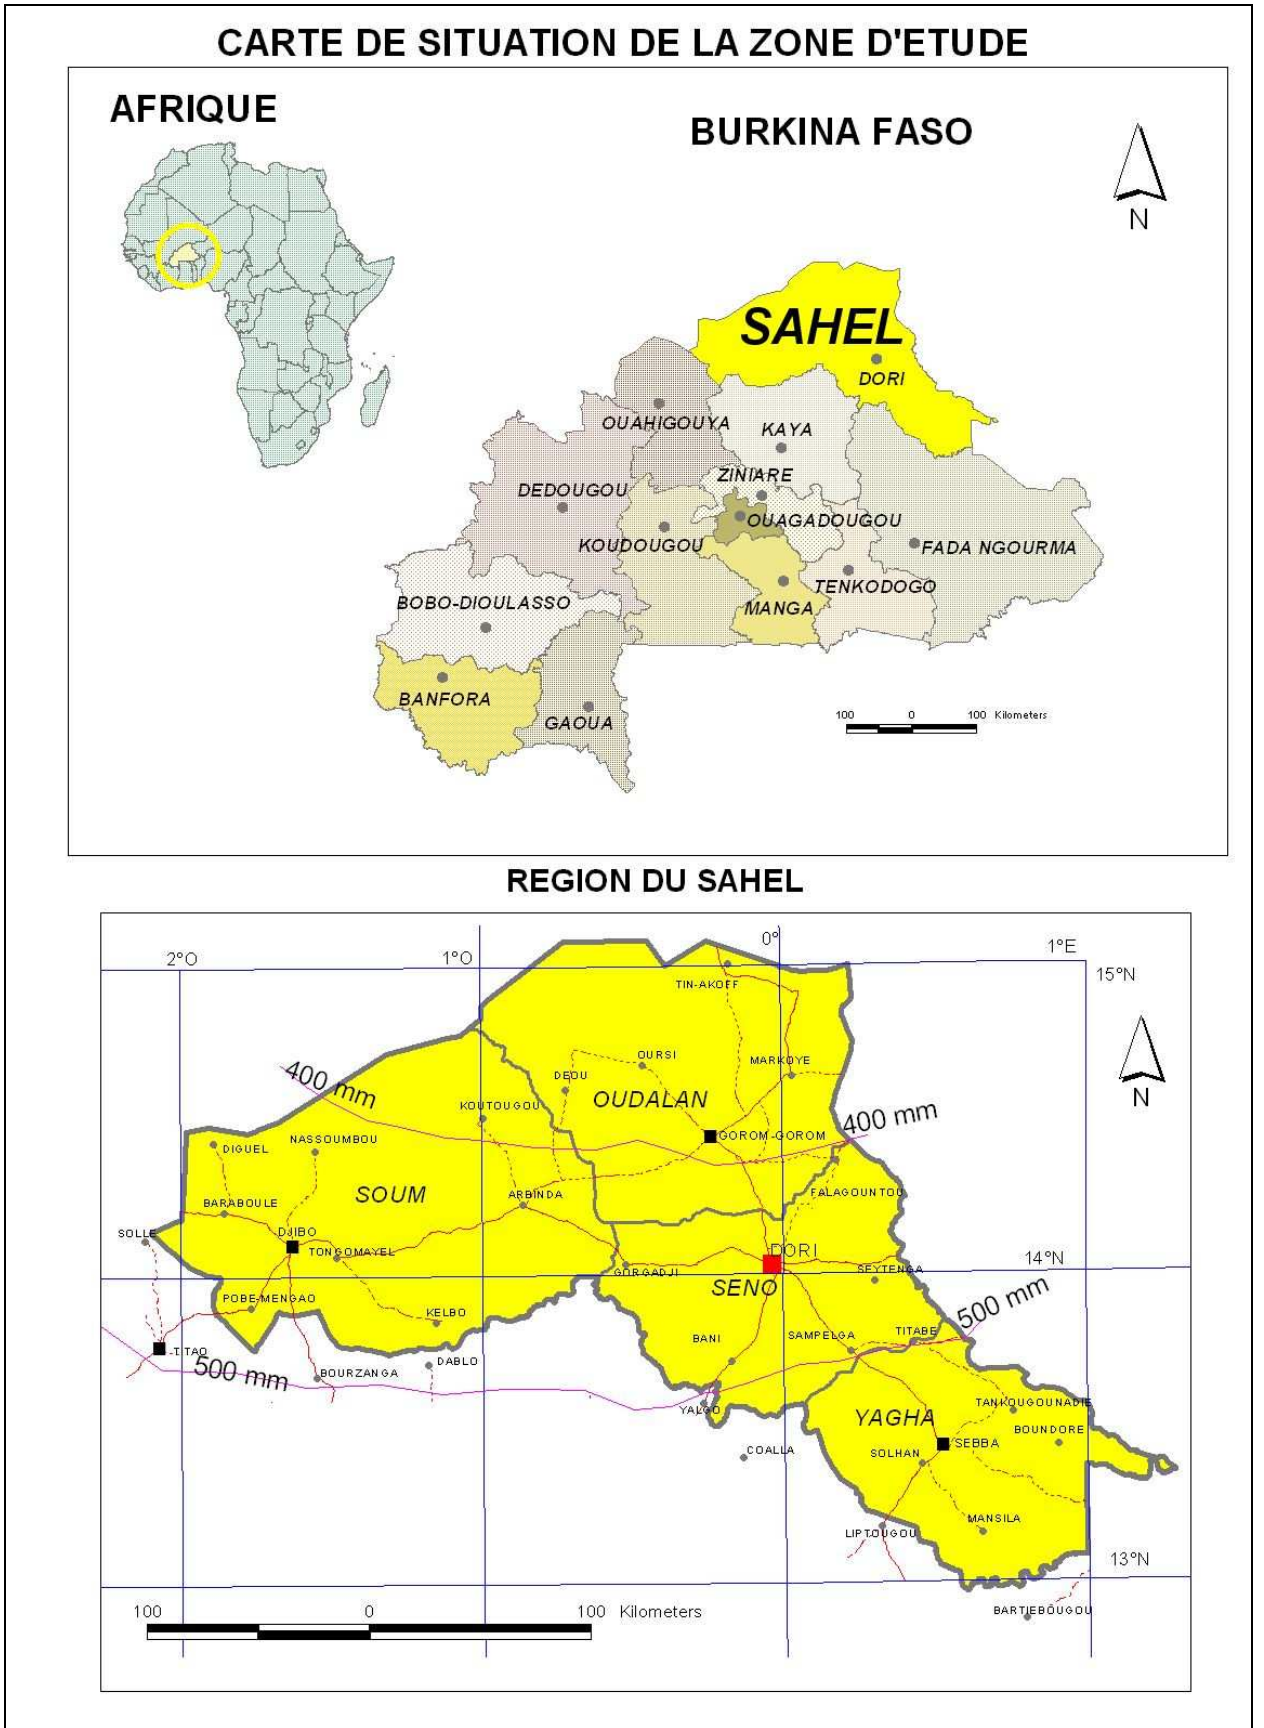 CARTE DE SITUATION DE LA ZONE D'ETUDE
AFRIQUE
BURKINA FASO
N
SAHEL
DORI
OUAHIGOUYA
KAYA
ZINIARE
DEDOUGOU
OUAGADOUGOU
KOUDOUGOU
FADA NGOURMA
TENKODOGO
BOBO-DIOULASSO
MANGA
BANFORA
GAOUA
100 0 100 Kilometers
REGION DU SAHEL
2°O
1°O
0°
1°E
15°N
TIN-AKOFF
OURSI
MARKOYE
DEOU
400 mm
OUDALAN
KOUTOUGOU
N
400 mm
GOROM-GOROM
NASSOUMBOU
DIGUEL
SOUM
ARBINDA
FALAGOUNTOU
BARABOULE
SOLLE
DJIBO
TONGOMAYEL
DORI
14°N
GORGADJI
SEYTENGA
SENO
POBE-MENGAO
KELBO
500 mm
BANI
SAMPELGA
TITABE
TITAO
500 mm
BOURZANGA
DABLO
YALGO
YAGHA
TANKOUGOUNADIE
BOUNDORE
COALLA
SOLHAN
SEBBA
MANSILA
LIPTOUGOU
13°N
BARTIEBOUGOU
100 0 100 Kilometers